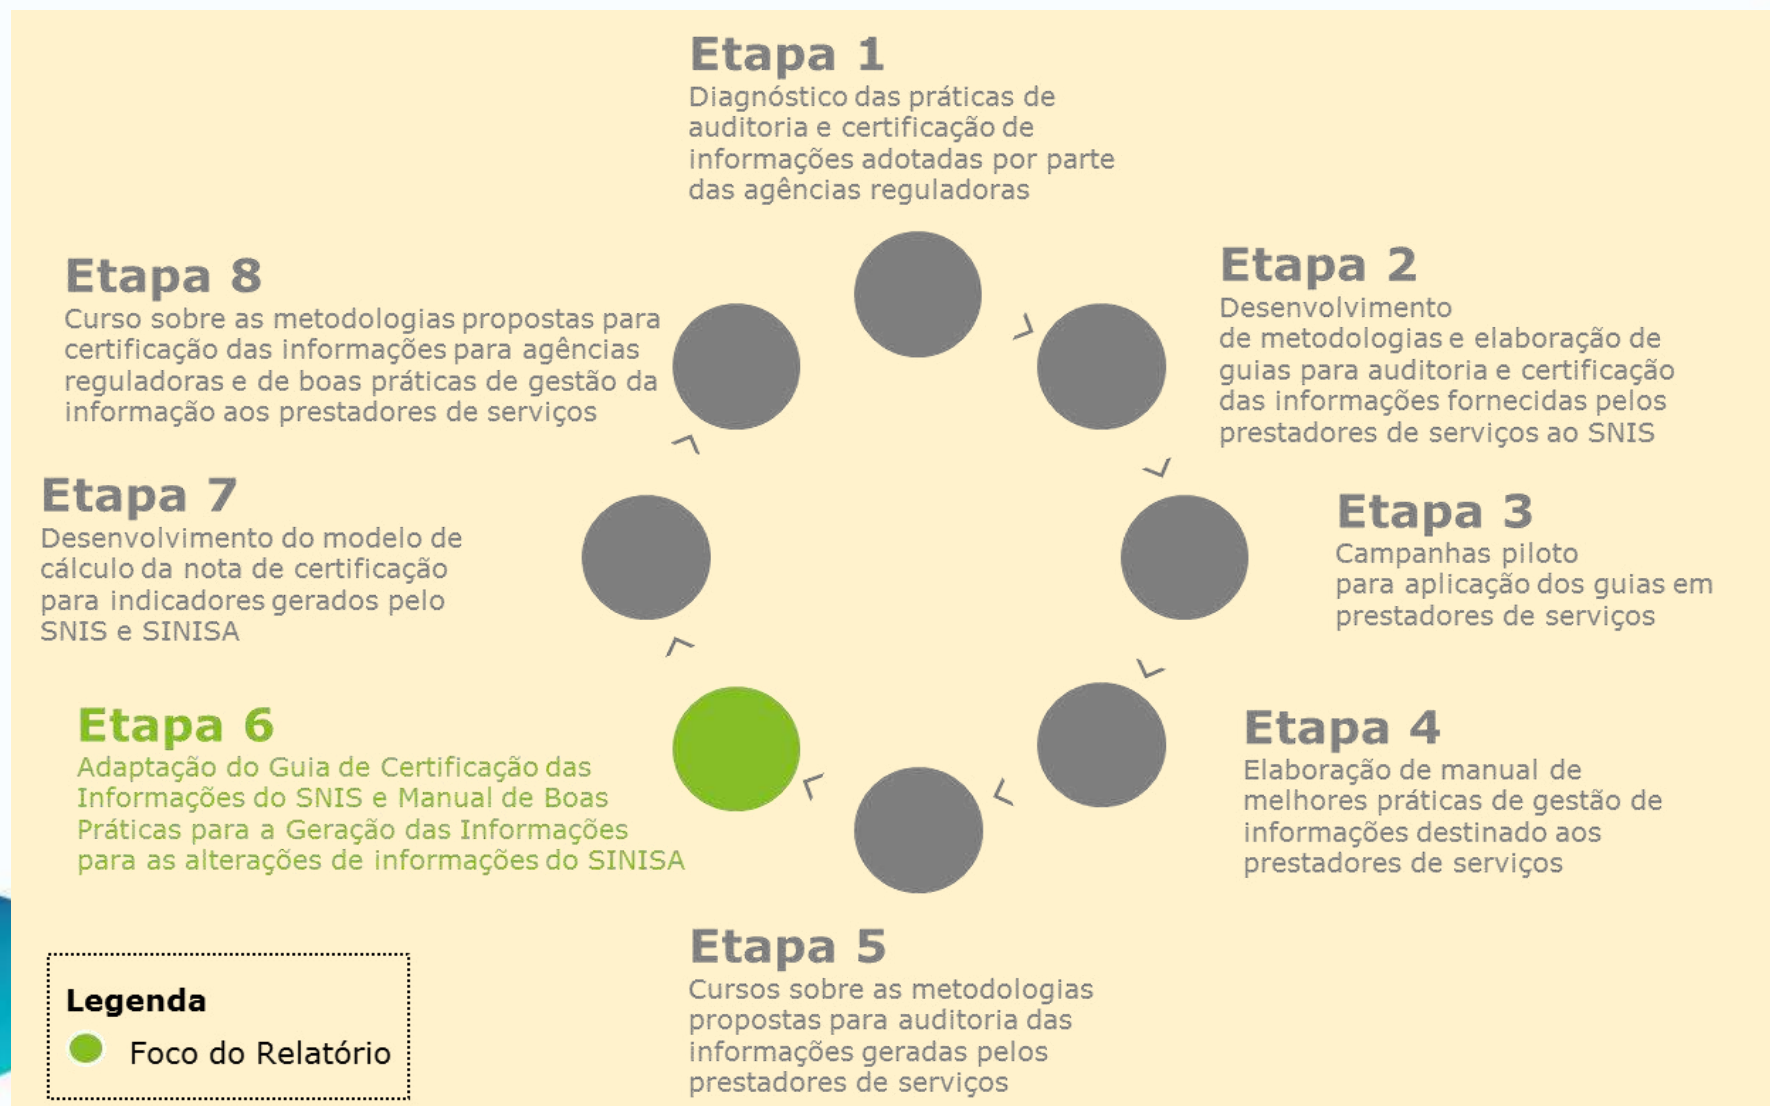 Etapa 1
Diagnóstico das práticas de
auditoria e certificação de
informações adotadas por parte
das agências reguladoras
Etapa 2
Desenvolvimento
de metodologias e elaboração de
guias para auditoria e certificação
das informações fornecidas pelos
prestadores de serviços ao SNIS
Etapa 3
Campanhas piloto
para aplicação dos guias em
prestadores de serviços
Etapa 4
Elaboração de manual de
melhores práticas de gestão de
informações destinado aos
prestadores de serviços
Etapa 5
Cursos sobre as metodologias
propostas para auditoria das
informações geradas pelos
prestadores de serviços
Etapa 6
Adaptação do Guia de Certificação das
Informações do SNIS e Manual de Boas
Práticas para a Geração das Informações
para as alterações de informações do SINISA
Etapa 7
Desenvolvimento do modelo de
cálculo da nota de certificação
para indicadores gerados pelo
SNIS e SINISA
Etapa 8
Curso sobre as metodologias propostas para
certificação das informações para agências
reguladoras e de boas práticas de gestão da
informação aos prestadores de serviços
Legenda
Foco do Relatório